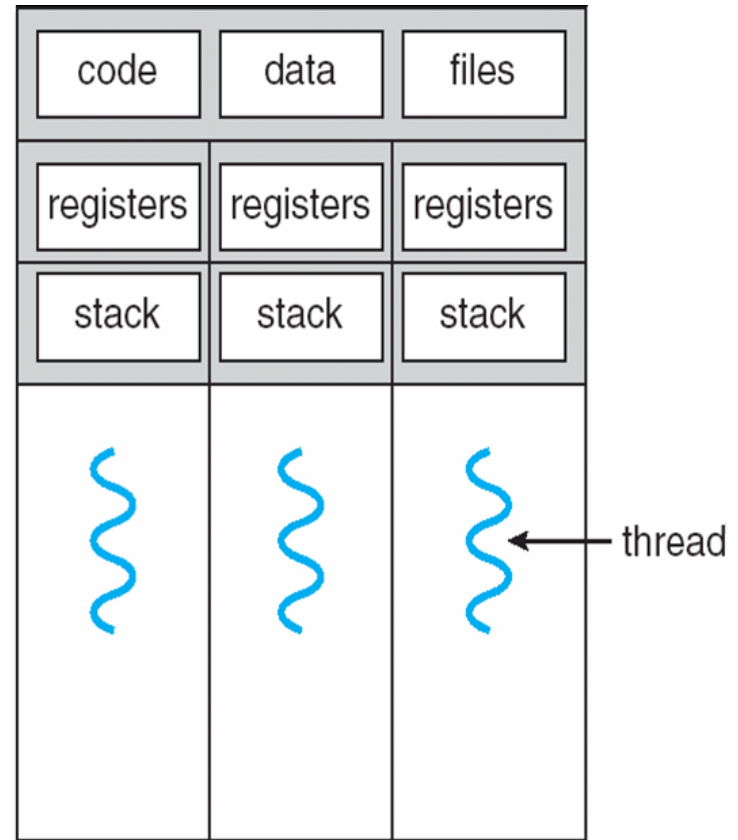 code data files
registers registers registers
stack stack stack
thread